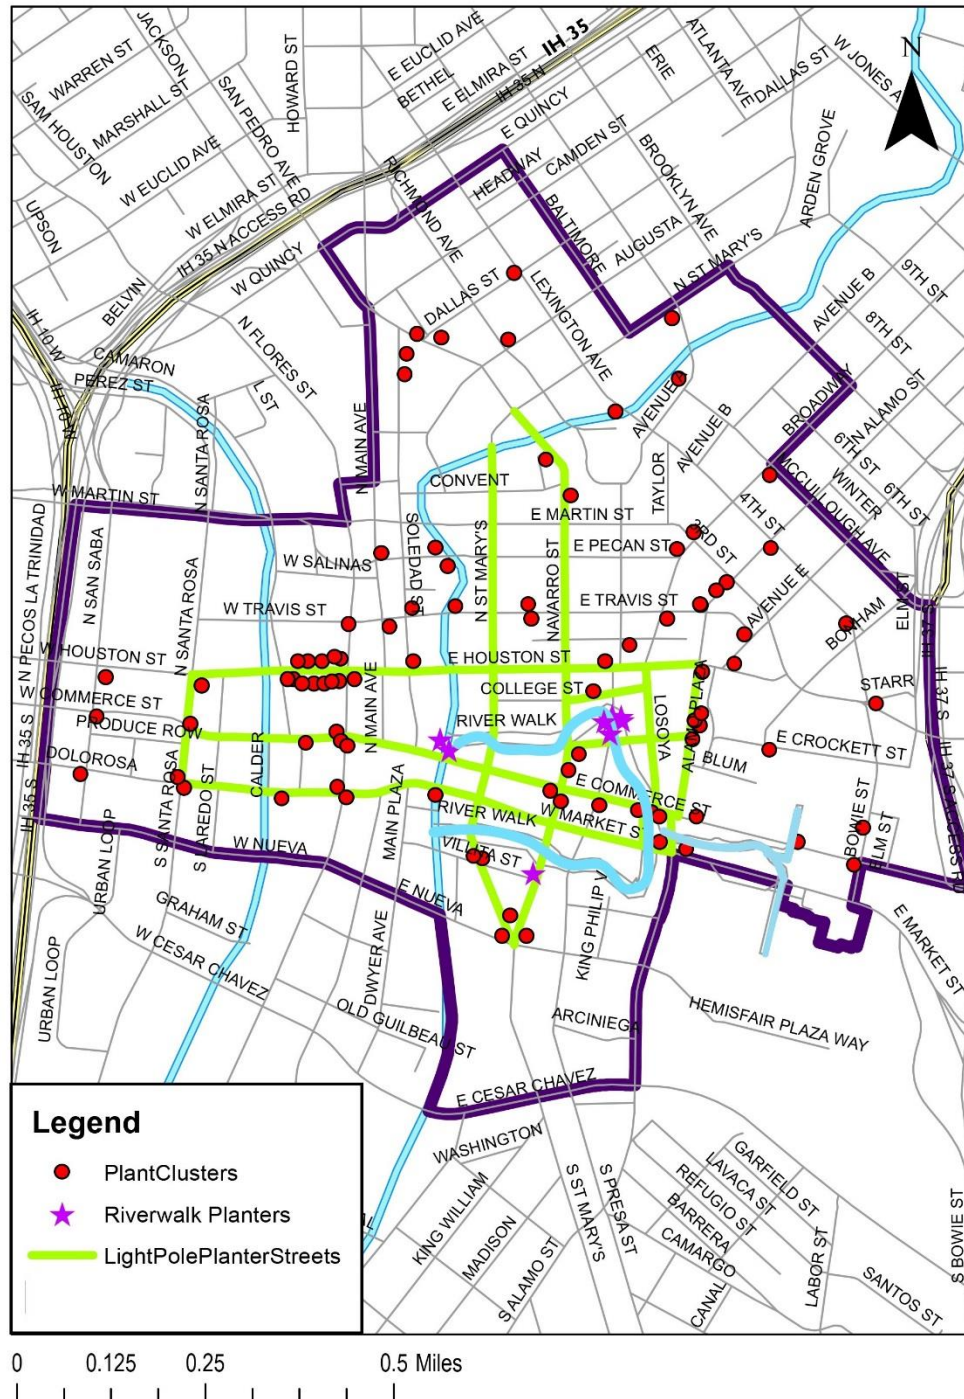 JACKSON
HOWARD ST
E EUCLID AVE
IH 35
ATLANTA AVE
WARREN ST
BETHEL
E ELMIRA ST
ERIE
DALLAS ST
W JONES A
N
SAM HOUSTON
MARSHALL ST
SAN PEDRO AVE
IH 35 N
E QUINCY
CAMDEN ST
BROOKLYN AVE
ARDEN GROVE
W EUCLID AVE
W ELMIRA ST
RICHMOND AVE
HEADWAY
BALTIMORE
AUGUSTA
UPSON
IH 35 N ACCESS RD
W QUINCY
N ST MARY'S
9TH ST
BELVIN
DALLAS ST
LEXINGTON AVE
AVENUE B
8TH ST
IH 10 W
N FLORES ST
CAMARON
PEREZ ST
L ST
IH 10 N
N SANTA ROSA
N MAIN AVE
AVENUE
AVENUE B
BROADWAY
N ALAMO ST
6TH ST
W MARTIN ST
CONVENT
TAYLOR
MCCULLOUGH AVE
WINTER
6TH ST
4TH ST
N PECOS LA TRINIDAD
N SAN SABA
SOLEDAD ST
N ST MARY'S
E MARTIN ST
3RD ST
W SALINAS
NAVARRO ST
E PECAN ST
N SANTA ROSA
W TRAVIS ST
E TRAVIS ST
AVENUE E
BONHAM
ELM ST
W HOUSTON ST
E HOUSTON ST
IH 37 S
W COMMERCE ST
N MAIN AVE
COLLEGE ST
LOSOYA
ALAMO PLAZA
STARR
PRODUCE ROW
RIVER WALK
E CROCKETT ST
DOLOROSA
CALDER
BLUM
IH 35 S
S SANTA ROSA
S LAREDO ST
MAIN PLAZA
E COMMERCE ST
RIVER WALK
W MARKET S
BOWIE ST
ELM ST
URBAN LOOP
W NUEVA
VILLITA ST
E NUEVA
KING PHILIP V
GRAHAM ST
W CESAR CHAVEZ
DWYER AVE
E MARKET ST
URBAN LOOP
OLD GUILBEAU ST
ARCINIEGA
HEMISFAIR PLAZA WAY
E CESAR CHAVEZ
WASHINGTON
GARFIELD ST
LAVACA ST
REFUGIO ST
BARRERA
CAMARGO
KING WILLIAM
MADISON
S ST MARY'S
S PRESA ST
S ALAMO ST
CANAL
LABOR ST
SANTOS ST
S BOWIE ST
Legend
PlantClusters
Riverwalk Planters
LightPolePlanterStreets
0 0.125 0.25 0.5 Miles